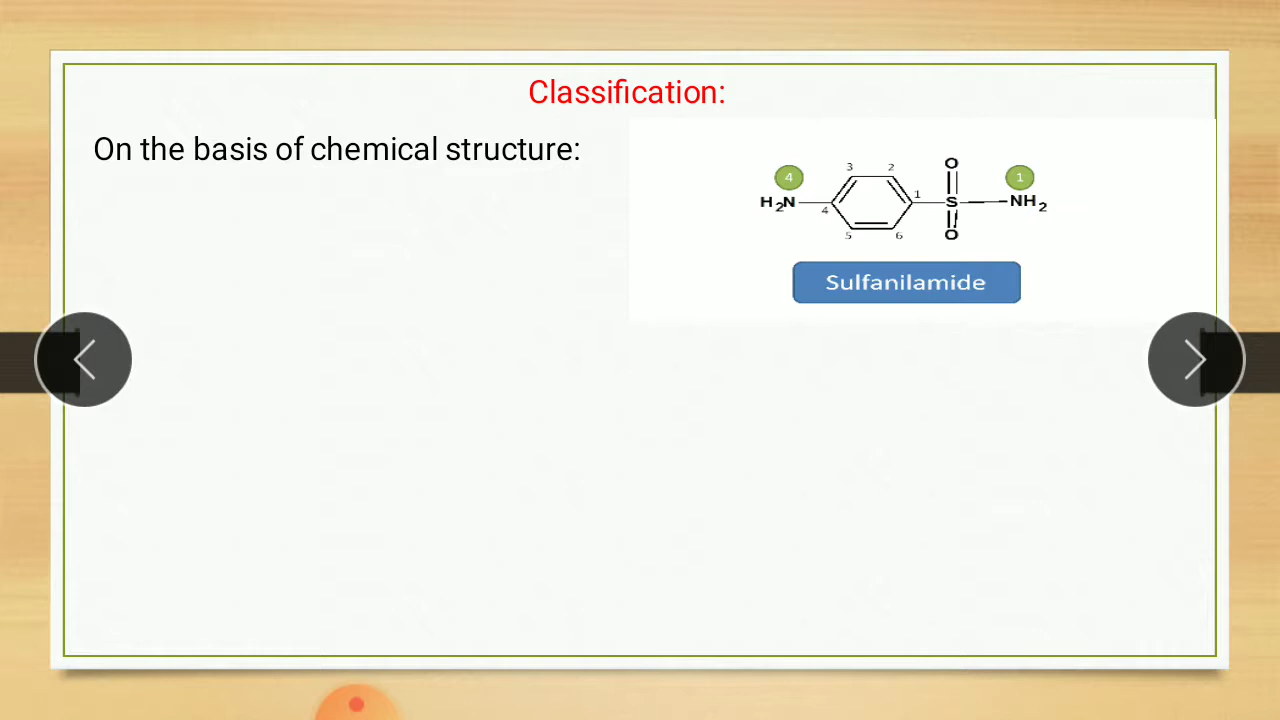 Classification:
On the basis of chemical structure:
O
4 3 2 1
H2N 4 1 S NH2
5 6 O
Sulfanilamide